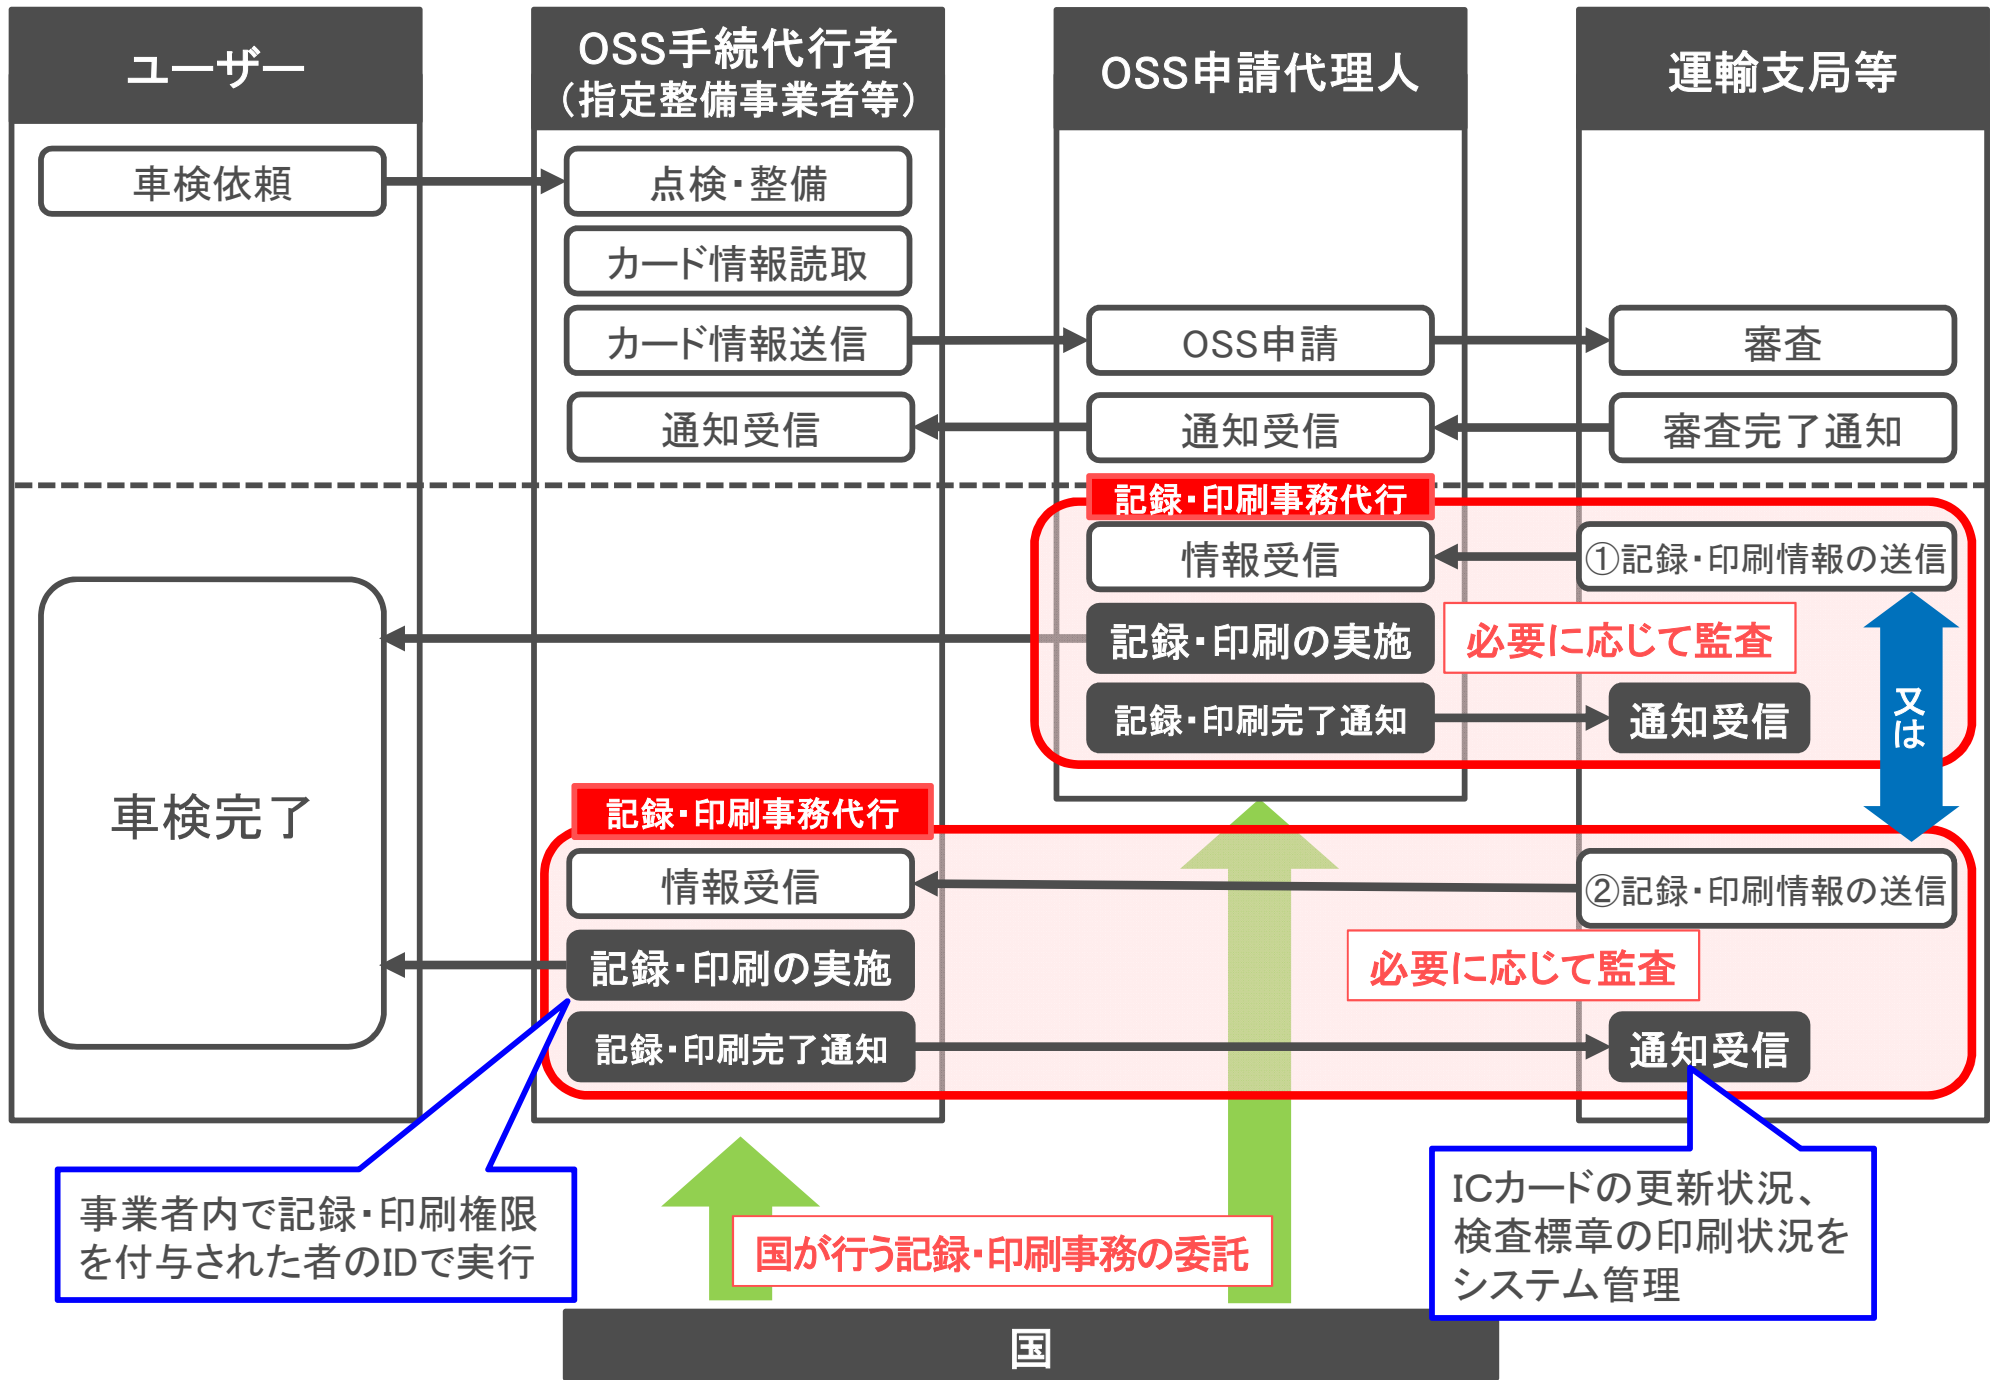 ユーザー
OSS手続代行者
（指定整備事業者等）
OSS申請代理人
運輸支局等
車検依頼
点検・整備
カード情報読取
カード情報送信
OSS申請
審査
通知受信
通知受信
審査完了通知
記録・印刷事務代行
情報受信
①記録・印刷情報の送信
記録・印刷の実施
必要に応じて監査
記録・印刷完了通知
通知受信
又は
車検完了
記録・印刷事務代行
情報受信
②記録・印刷情報の送信
記録・印刷の実施
必要に応じて監査
記録・印刷完了通知
通知受信
事業者内で記録・印刷権限
を付与された者のIDで実行
国が行う記録・印刷事務の委託
ICカードの更新状況、
検査標章の印刷状況を
システム管理
国